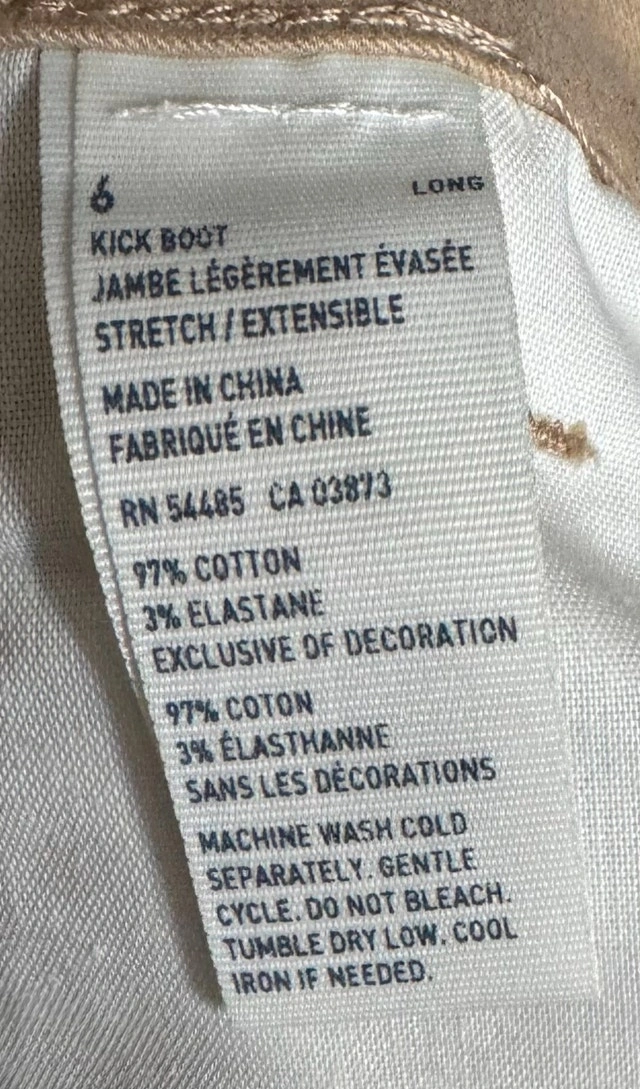 6 LONG
KICK BOOT
JAMBE LÉGÈREMENT ÉVASÉE
STRETCH / EXTENSIBLE
MADE IN CHINA
FABRIQUÉ EN CHINE
RN 54485 CA 03873
97% COTTON
3% ELASTANE
EXCLUSIVE OF DECORATION
97% COTON
3% ÉLASTHANNE
SANS LES DÉCORATIONS
MACHINE WASH COLD
SEPARATELY. GENTLE
CYCLE. DO NOT BLEACH.
TUMBLE DRY LOW. COOL
IRON IF NEEDED.